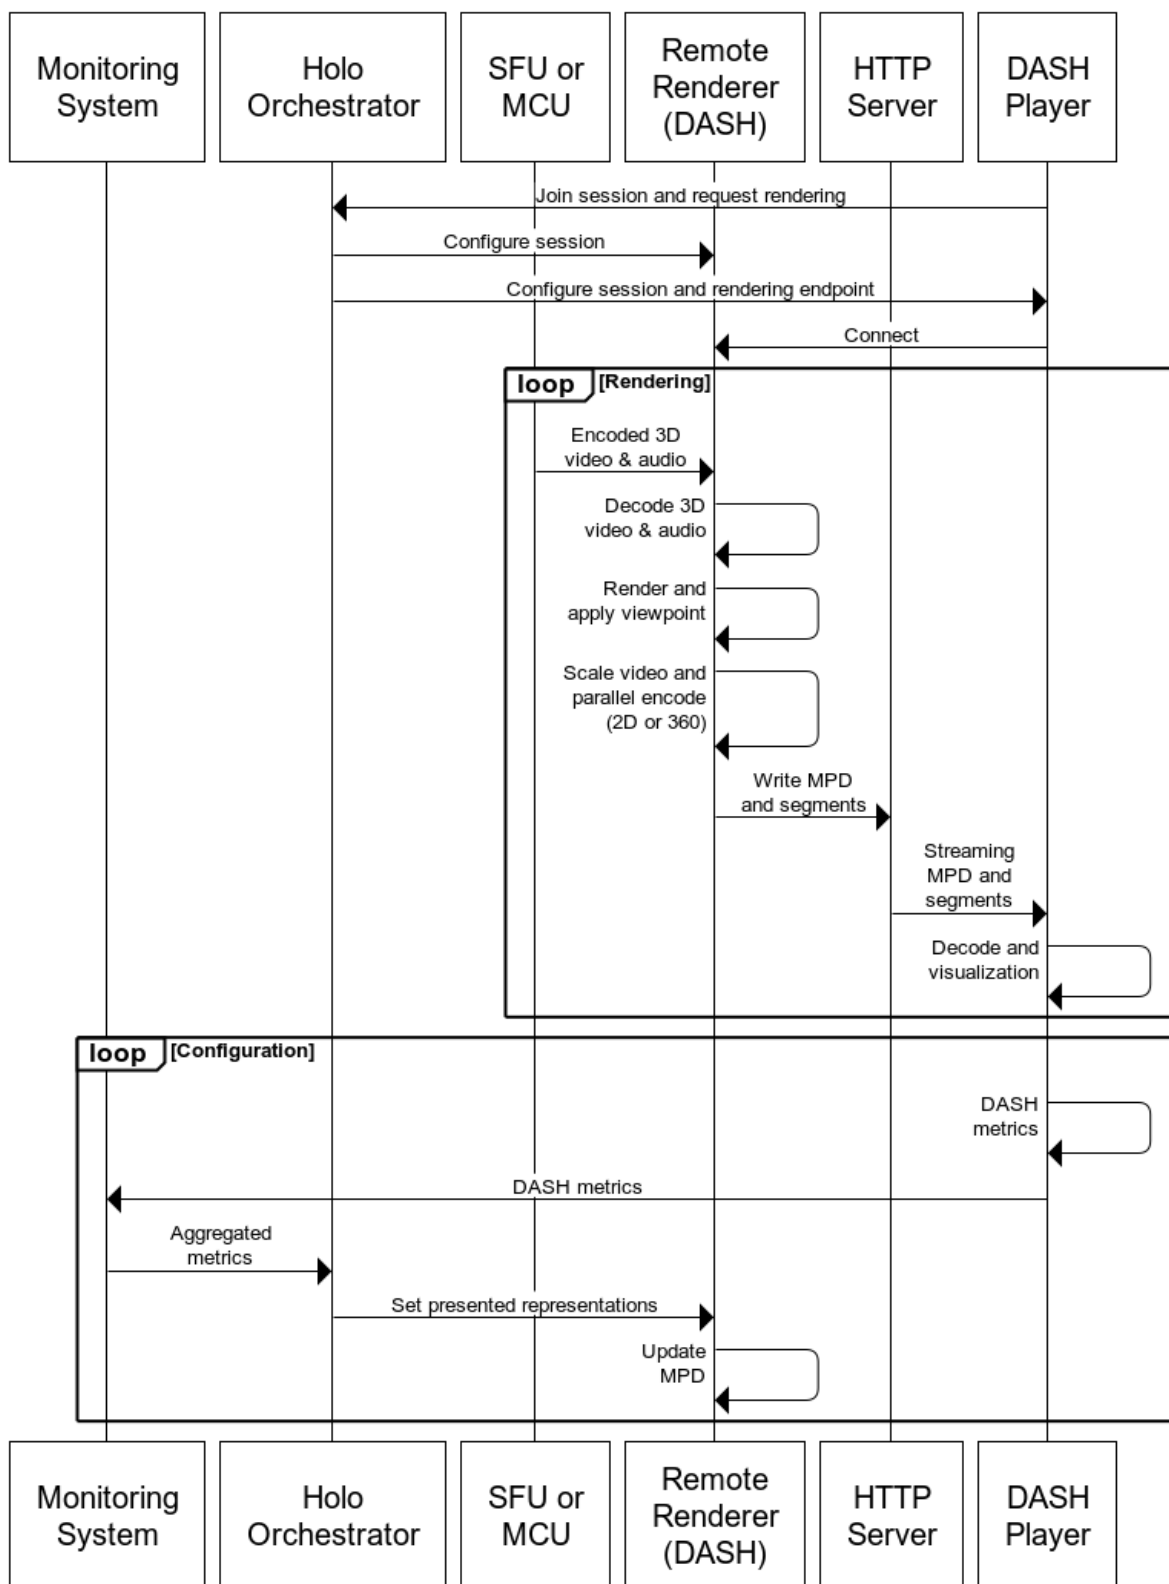 Monitoring
System
Holo
Orchestrator
SFU or
MCU
Remote
Renderer
(DASH)
HTTP
Server
DASH
Player
Join session and request rendering
Configure session
Configure session and rendering endpoint
Connect
loop [Rendering]
Encoded 3D
video & audio
Decode 3D
video & audio
Render and
apply viewpoint
Scale video and
parallel encode
(2D or 360)
Write MPD
and segments
Streaming
MPD and
segments
Decode and
visualization
loop [Configuration]
DASH
metrics
DASH metrics
Aggregated
metrics
Set presented representations
Update
MPD
Monitoring
System
Holo
Orchestrator
SFU or
MCU
Remote
Renderer
(DASH)
HTTP
Server
DASH
Player